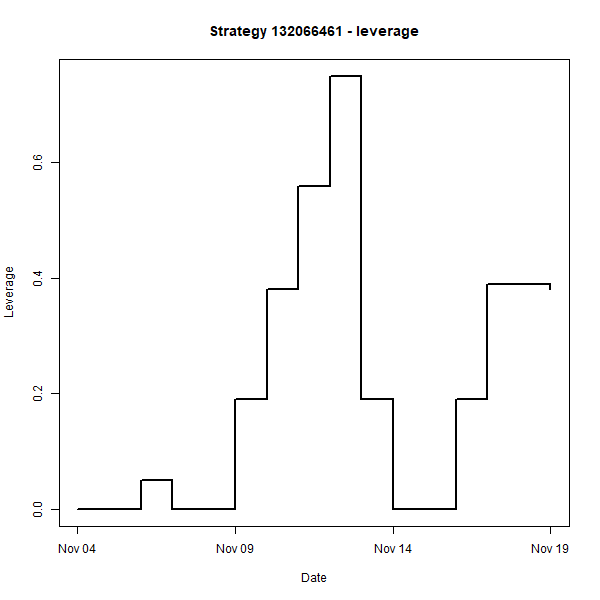 Strategy 132066461 - leverage
Leverage
0.6
0.4
0.2
0.0
Nov 04
Nov 09
Nov 14
Nov 19
Date